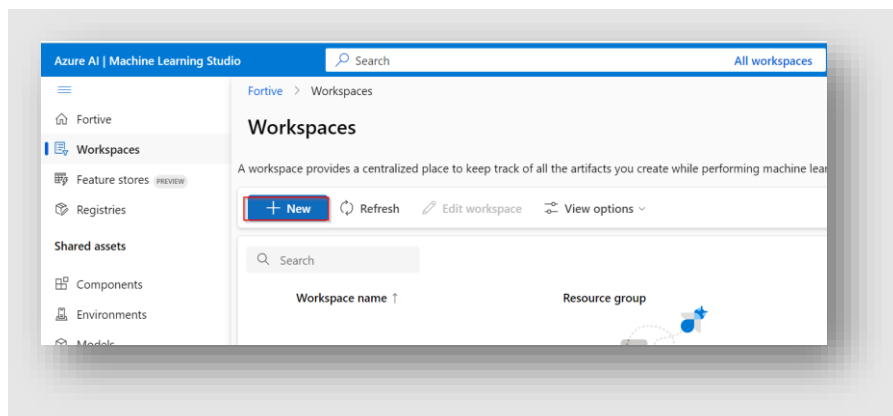 Azure AI | Machine Learning Studio
Search
All workspaces
Fortive > Workspaces
Fortive
Workspaces
Workspaces
A workspace provides a centralized place to keep track of all the artifacts you create while performing machine lear
Feature stores PREVIEW
Registries
+ New
Refresh
Edit workspace
View options
Shared assets
Search
Components
Environments
Models
Workspace name ↑
Resource group